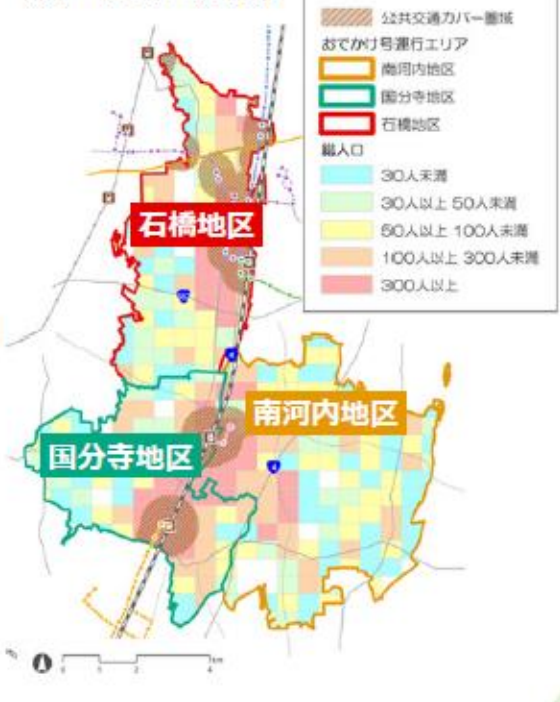 公共交通カバー圏域
おでかけ号運行エリア
南河内地区
国分寺地区
石橋地区
総人口
30人未満
30人以上 50人未満
50人以上 100人未満
100人以上 300人未満
300人以上
石橋地区
4
南河内地区
国分寺地区
4